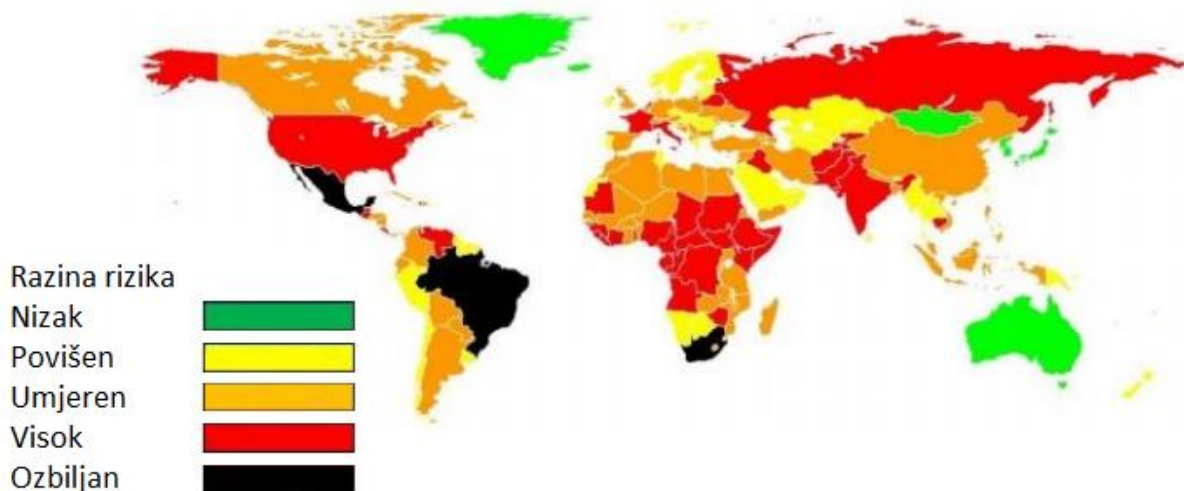 Razina rizika
Nizak
Povišen
Umjeren
Visok
Ozbiljan